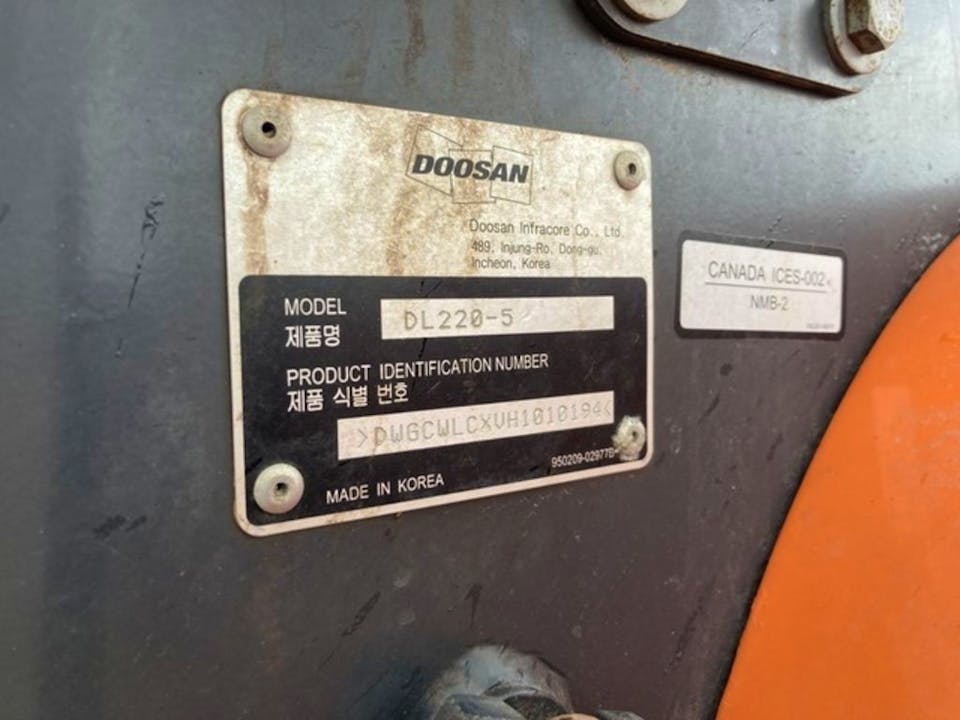 DOOSAN
Doosan Infracore Co., Ltd.
489, Injung-Ro, Dong-gu,
Incheon, Korea
MODEL
제품명
DL220-5
PRODUCT IDENTIFICATION NUMBER
제품 식별 번호
>DWGCWLCXVH1010194<
MADE IN KOREA
950209-02977B
CANADA ICES-002
NMB-2